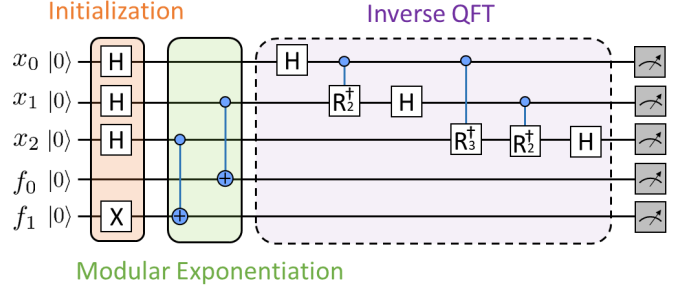 Initialization
Inverse QFT
x₀ |0⟩ H H
x₁ |0⟩ H R₂† H
x₂ |0⟩ H R₃† R₂† H
f₀ |0⟩
f₁ |0⟩ X
Modular Exponentiation